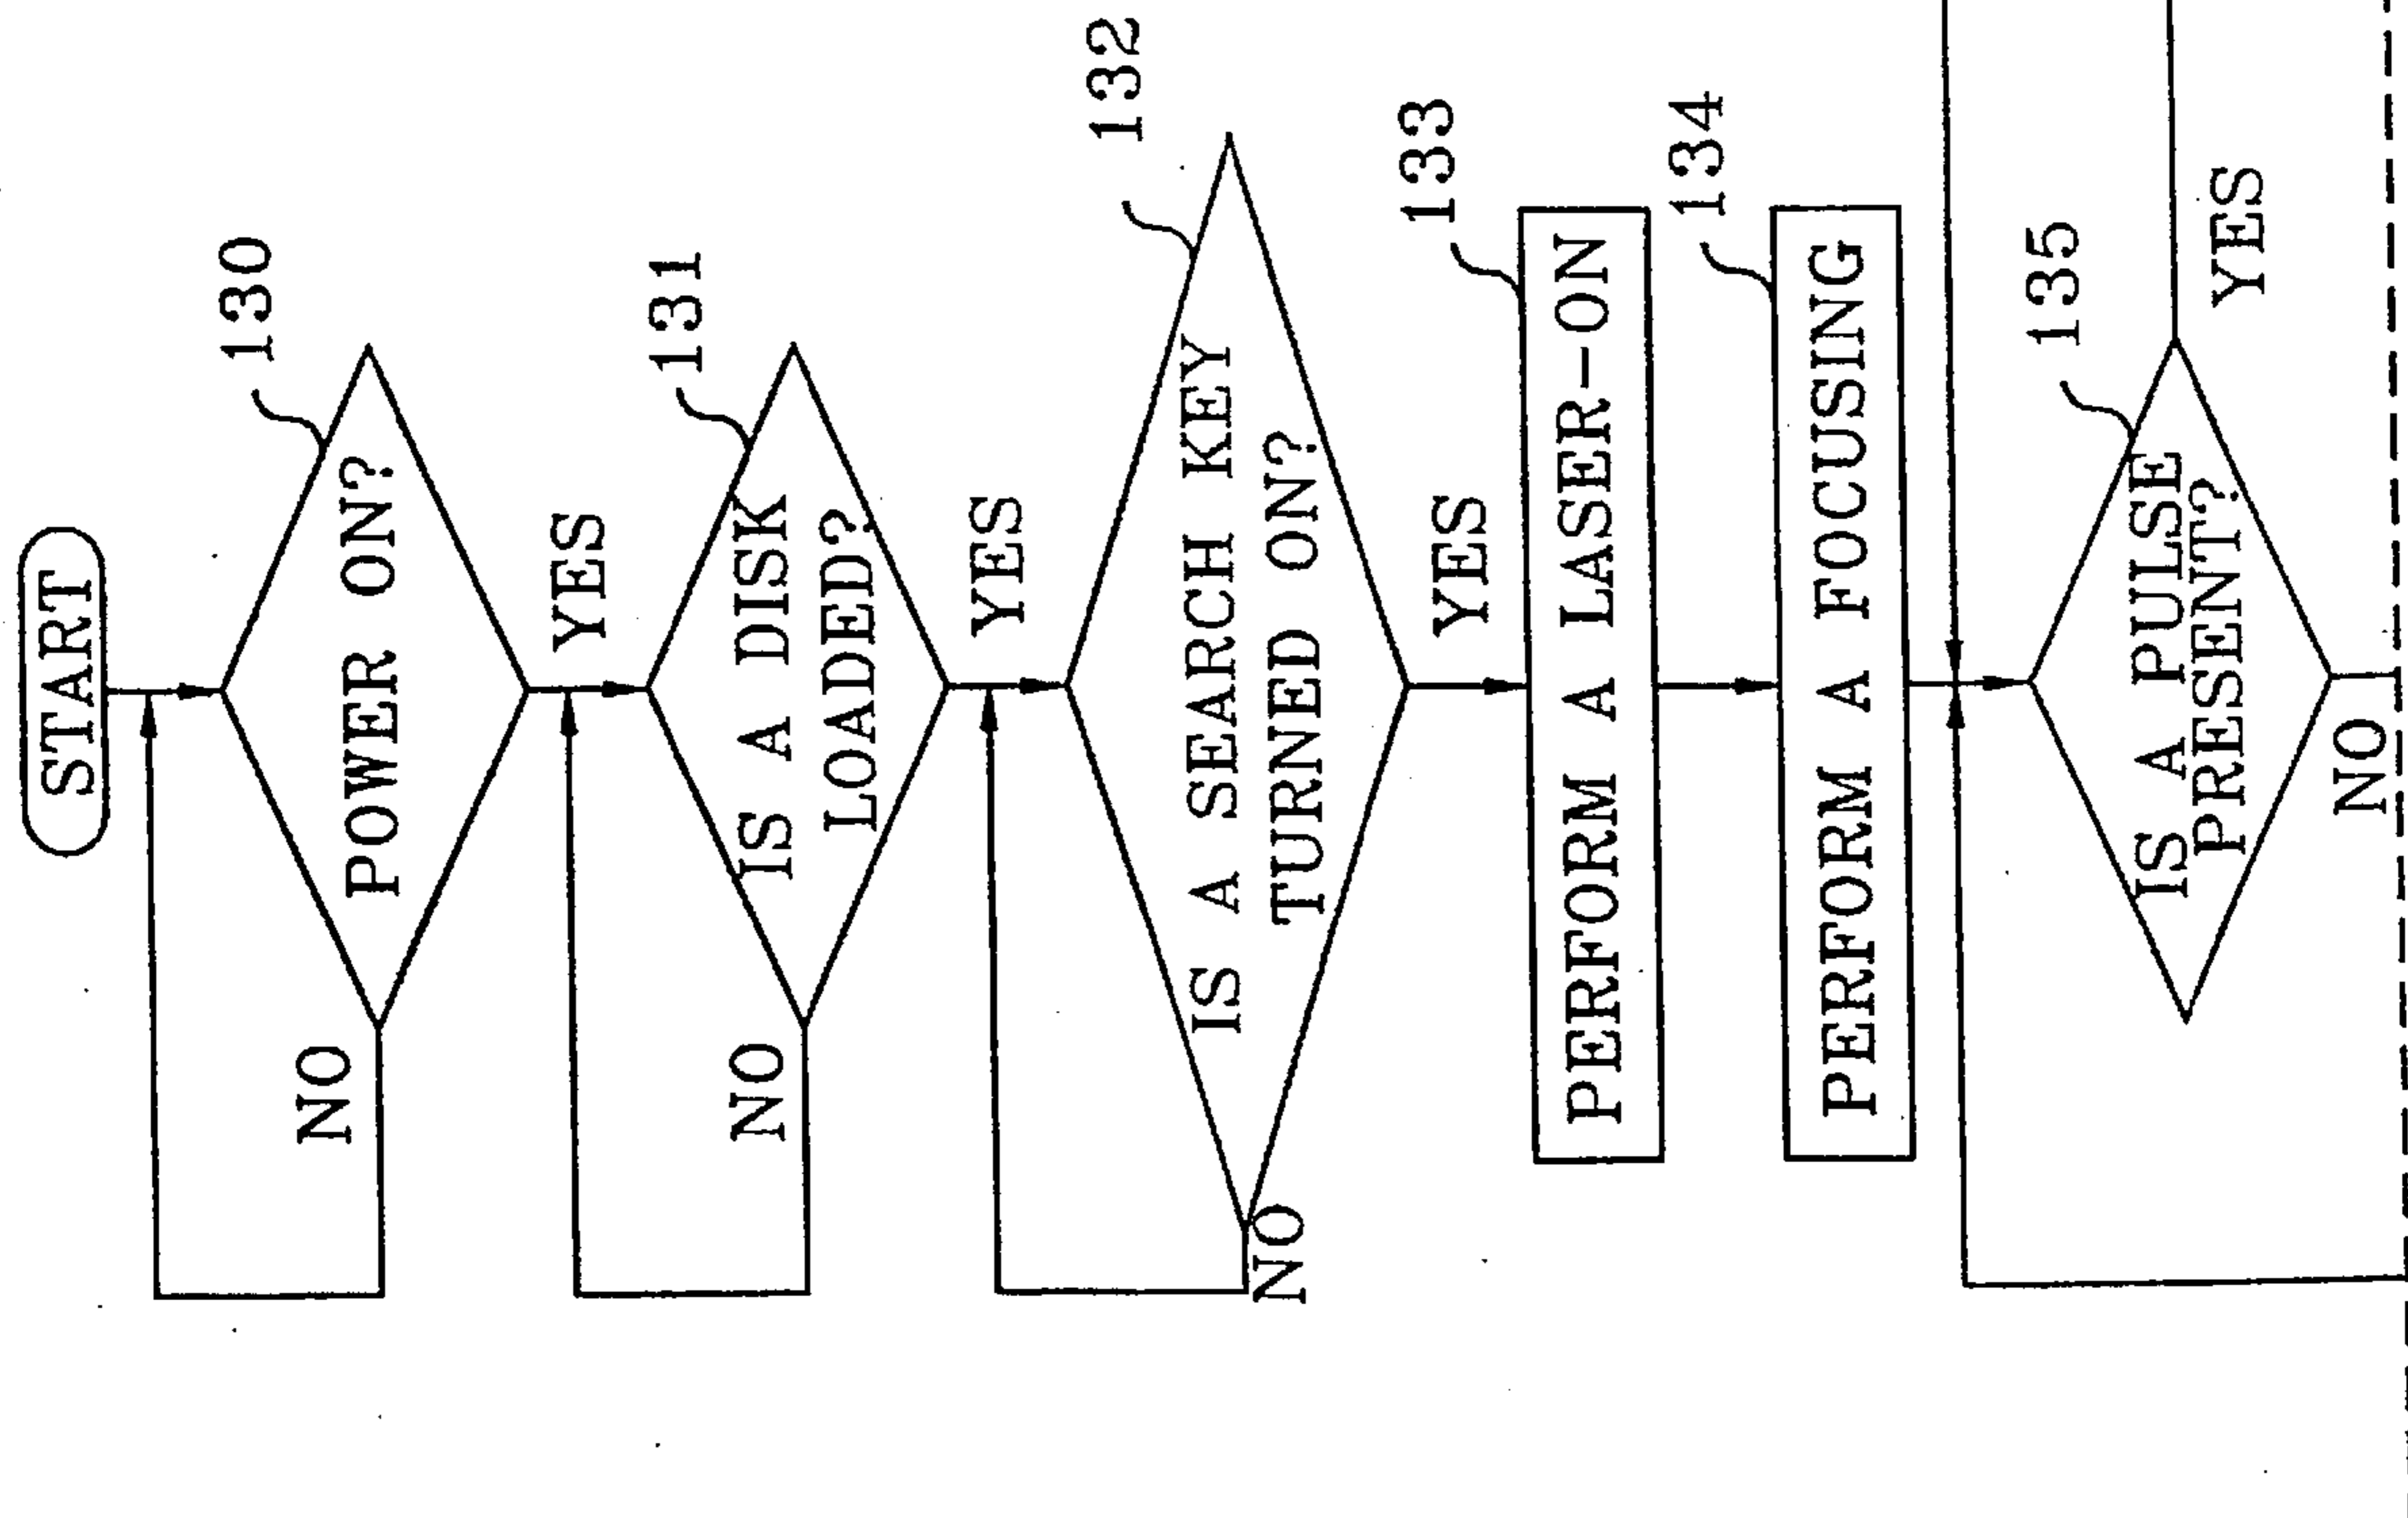 START
130
POWER ON?
NO
YES
131
IS A DISK
LOADED?
NO
YES
132
IS A SEARCH KEY
TURNED ON?
NO
YES
133
PERFORM A LASER-ON
134
PERFORM A FOCUSING
135
IS A PULSE
PRESENT?
YES
NO